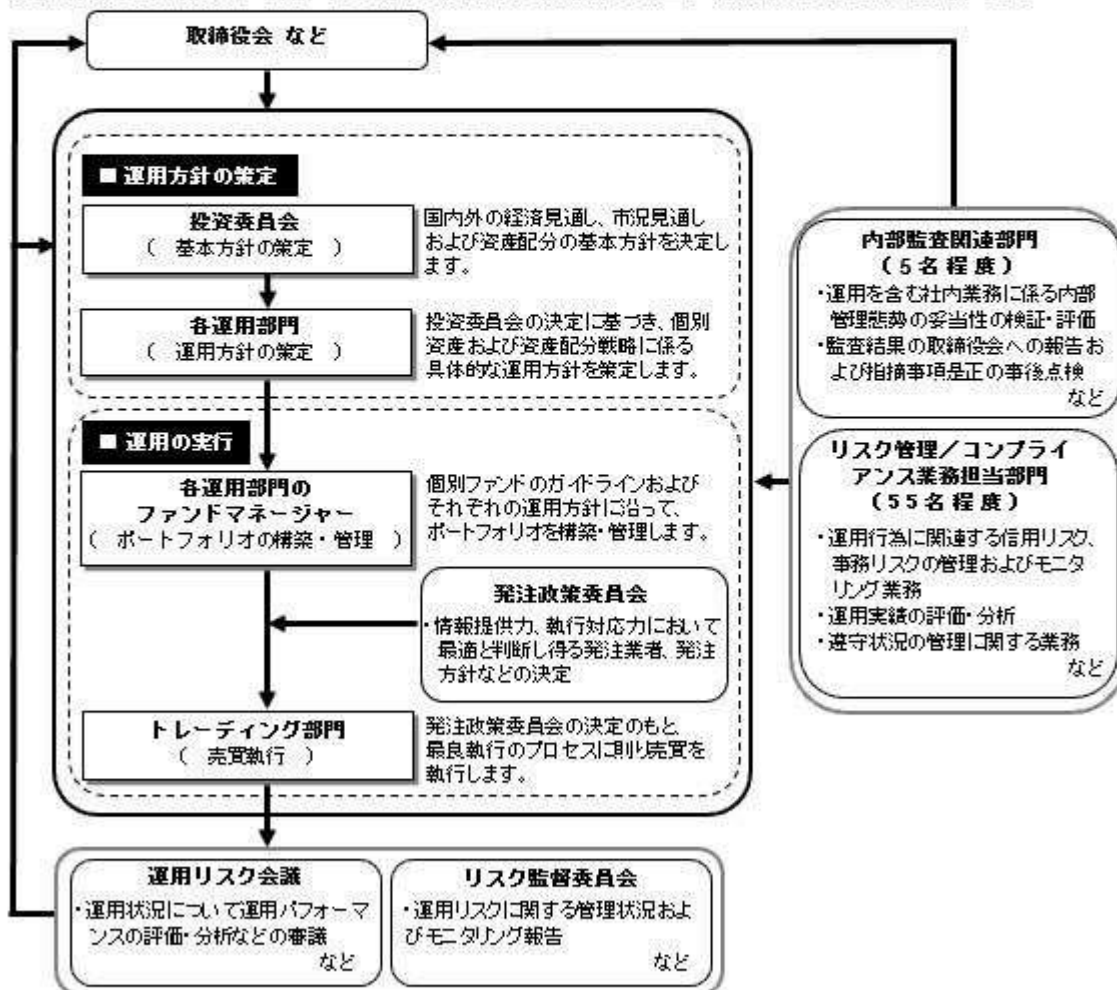 取締役会 など
■ 運用方針の策定
投資委員会
( 基本方針の策定 )
国内外の経済見通し、市況見通し
および資産配分の基本方針を決定し
ます。
各運用部門
( 運用方針の策定 )
投資委員会の決定に基づき、個別
資産および資産配分戦略に係る
具体的な運用方針を策定します。
■ 運用の実行
各運用部門の
ファンドマネージャー
( ポートフォリオの構築・管理 )
個別ファンドのガイドラインおよび
それぞれの運用方針に沿って、
ポートフォリオを構築・管理します。
発注政策委員会
・情報提供力、執行対応力において
最適と判断し得る発注業者、発注
方針などの決定
トレーディング部門
( 売買執行 )
発注政策委員会の決定のもと、
最良執行のプロセスに則り売買を
執行します。
内部監査関連部門
(5名程度)
・運用を含む社内業務に係る内部
管理態勢の妥当性の検証・評価
・監査結果の取締役会への報告お
よび指摘事項是正の事後点検
など
リスク管理/コンプライ
アンス業務担当部門
(55名程度)
・運用行為に関連する信用リスク、
事務リスクの管理およびモニタ
リング業務
・運用実績の評価・分析
・遵守状況の管理に関する業務
など
運用リスク会議
・運用状況について運用パフォーマ
ンスの評価・分析などの審議
など
リスク監督委員会
・運用リスクに関する管理状況およ
びモニタリング報告
など